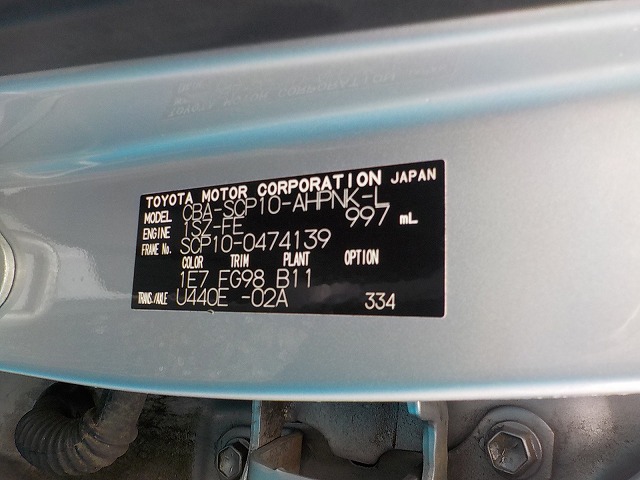 TOYOTA MOTOR CORPORATION JAPAN
MODEL CBA-SCP10-AHPNK-L
ENGINE 1SZ-FE 997 mL
FRAME No. SCP10-0474139
COLOR TRIM PLANT OPTION
1E7 FG98 B11
TRANS./AXLE U440E -02A 334